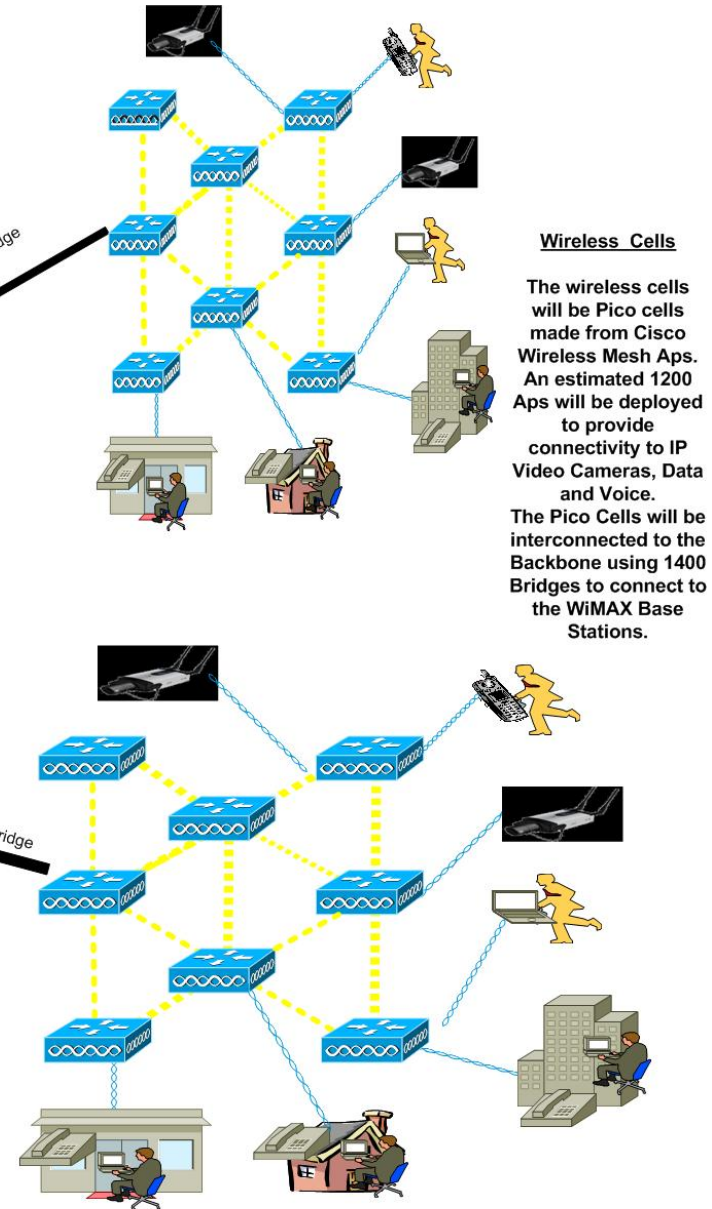 dge
Wireless Cells
The wireless cells
will be Pico cells
made from Cisco
Wireless Mesh Aps.
An estimated 1200
Aps will be deployed
to provide
connectivity to IP
Video Cameras, Data
and Voice.
The Pico Cells will be
interconnected to the
Backbone using 1400
Bridges to connect to
the WiMAX Base
Stations.
ridge